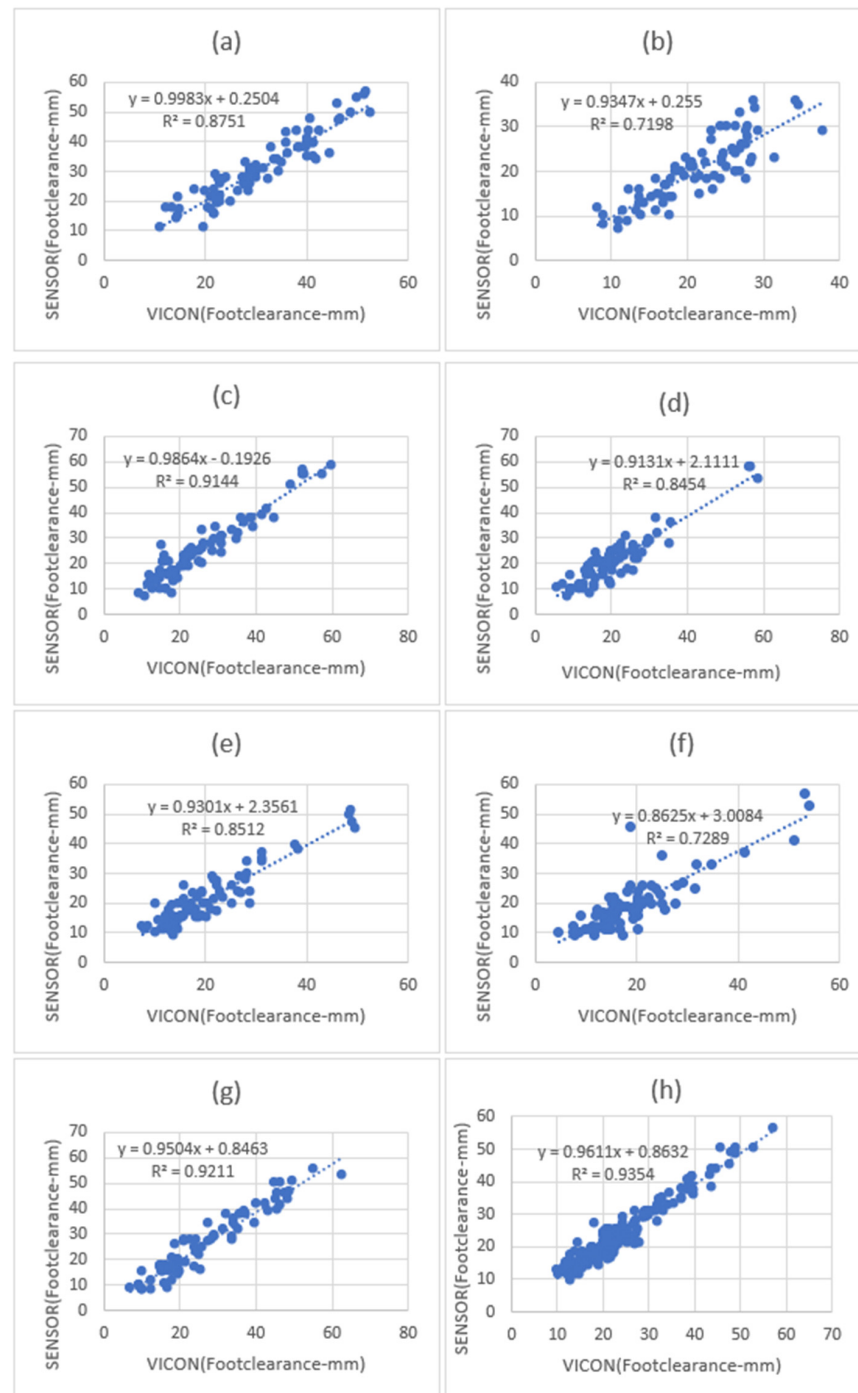 (a)
y = 0.9983x + 0.2504
R² = 0.8751
60
50
40
30
20
10
0
0 20 40 60
SENSOR(Footclearance-mm)
VICON(Footclearance-mm)
(b)
y = 0.9347x + 0.255
R² = 0.7198
40
30
20
10
0
0 10 20 30 40
SENSOR(Footclearance-mm)
VICON(Footclearance-mm)
(c)
y = 0.9864x - 0.1926
R² = 0.9144
70
60
50
40
30
20
10
0
0 20 40 60 80
SENSOR(Footclearance-mm)
VICON(Footclearance-mm)
(d)
y = 0.9131x + 2.1111
R² = 0.8454
70
60
50
40
30
20
10
0
0 20 40 60 80
SENSOR(Footclearance-mm)
VICON(Footclearance-mm)
(e)
y = 0.9301x + 2.3561
R² = 0.8512
60
50
40
30
20
10
0
0 20 40 60
SENSOR(Footclearance-mm)
VICON(Footclearance-mm)
(f)
y = 0.8625x + 3.0084
R² = 0.7289
60
50
40
30
20
10
0
0 20 40 60
SENSOR(Footclearance-mm)
VICON(Footclearance-mm)
(g)
y = 0.9504x + 0.8463
R² = 0.9211
70
60
50
40
30
20
10
0
0 20 40 60 80
SENSOR(Footclearance-mm)
VICON(Footclearance-mm)
(h)
y = 0.9611x + 0.8632
R² = 0.9354
60
50
40
30
20
10
0
0 10 20 30 40 50 60 70
SENSOR(Footclearance-mm)
VICON(Footclearance-mm)